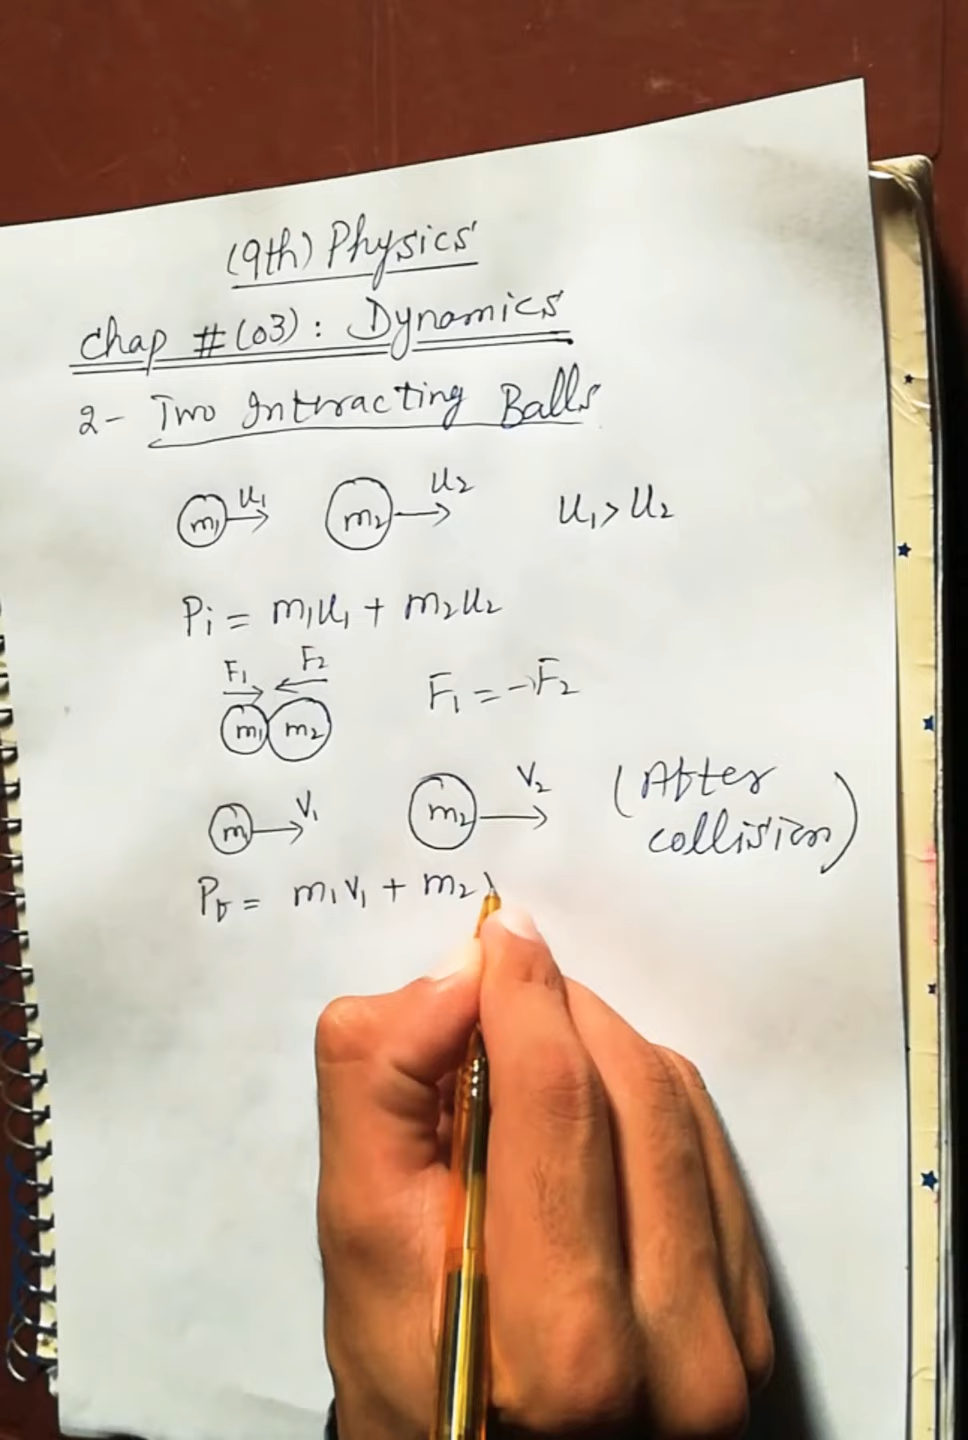 (9th) Physics
Chap # (03): Dynamics
2- Two Interacting Balls
m₁ u₁ m₂ u₂ u₁ > u₂
Pi = m₁u₁ + m₂u₂
F₁ F₂
m₁ m₂ F₁ = -F₂
m₁ v₁ m₂ v₂ (After collision)
Pf = m₁v₁ + m₂